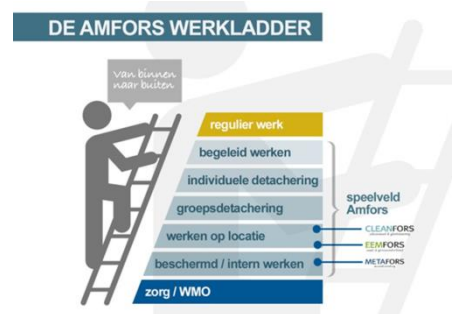 DE AMFORS WERKLADDER
van binnen
naar buiten
regulier werk
begeleid werken
individuele detachering
groepsdetachering
werken op locatie
beschermd / intern werken
zorg / WMO
speelveld
Amfors
CLEANFORS
EEMFORS
METAFORS